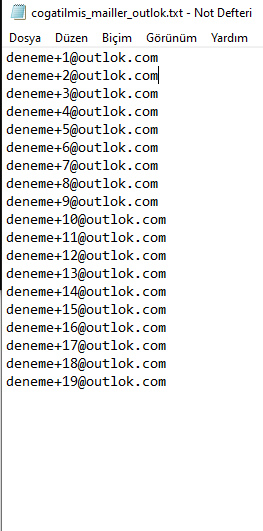 cogatilmis_mailler_outlok.txt - Not Defteri
Dosya Düzen Biçim Görünüm Yardım
deneme+1@outlok.com
deneme+2@outlok.com
deneme+3@outlok.com
deneme+4@outlok.com
deneme+5@outlok.com
deneme+6@outlok.com
deneme+7@outlok.com
deneme+8@outlok.com
deneme+9@outlok.com
deneme+10@outlok.com
deneme+11@outlok.com
deneme+12@outlok.com
deneme+13@outlok.com
deneme+14@outlok.com
deneme+15@outlok.com
deneme+16@outlok.com
deneme+17@outlok.com
deneme+18@outlok.com
deneme+19@outlok.com